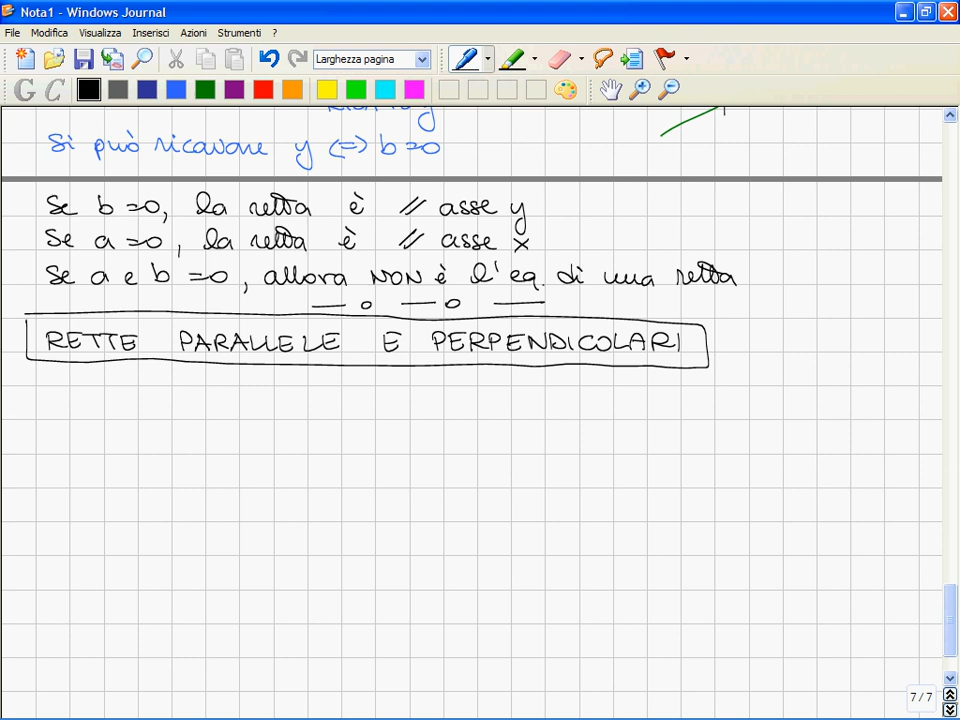 Nota1 - Windows Journal
File Modifica Visualizza Inserisci Azioni Strumenti ?
Larghezza pagina
G C
Si può ricavare y <=> b=0
Se b=0, la retta è // asse y
Se a=0, la retta è // asse x
Se a e b =0, allora NON è l'eq. di una retta
RETTE PARALLELE E PERPENDICOLARI
7 / 7